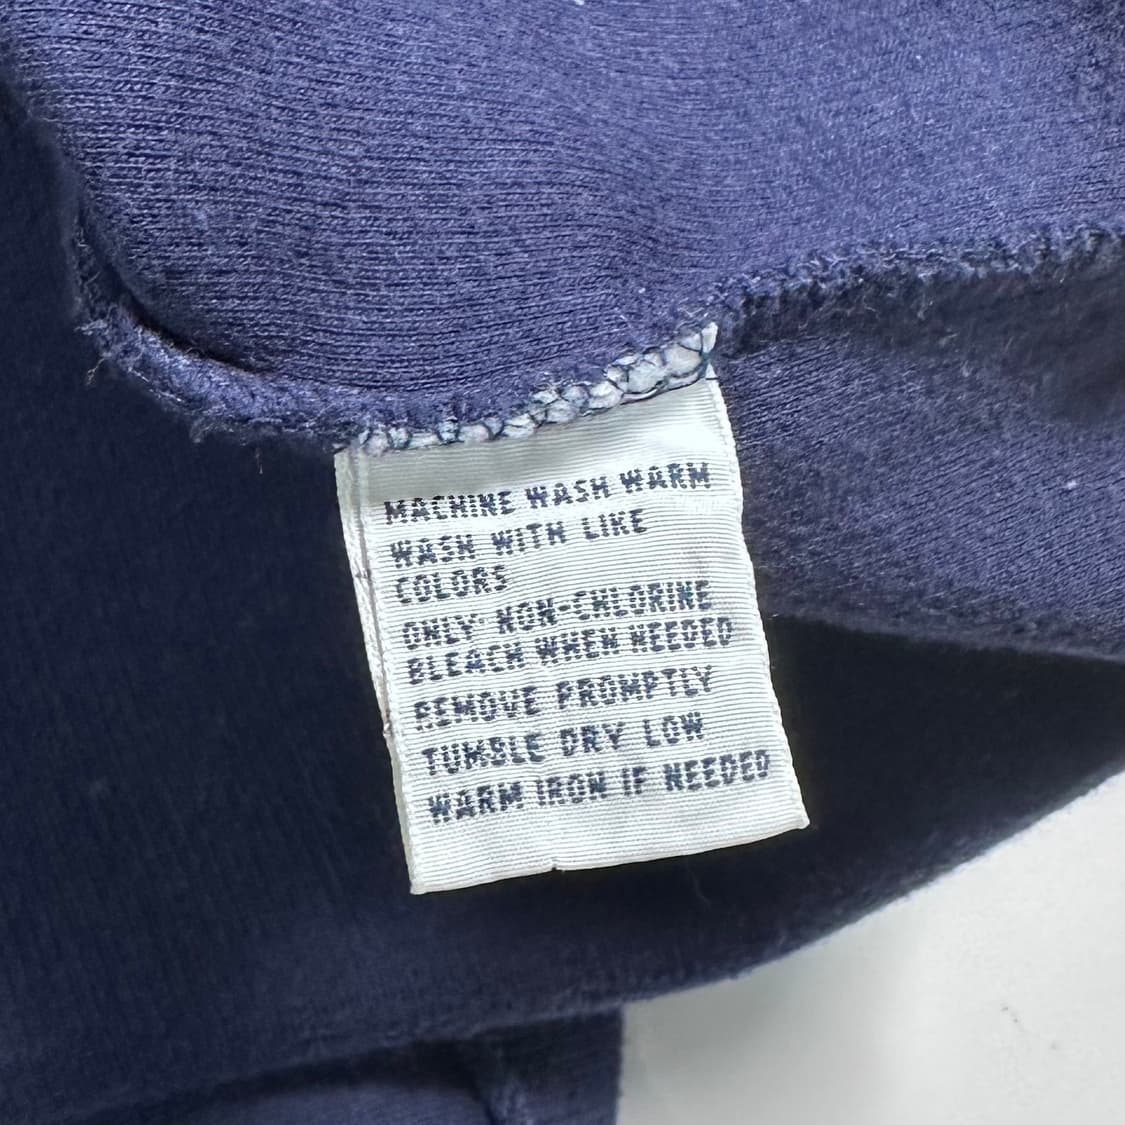 MACHINE WASH WARM
WASH WITH LIKE
COLORS
ONLY NON-CHLORINE
BLEACH WHEN NEEDED
REMOVE PROMPTLY
TUMBLE DRY LOW
WARM IRON IF NEEDED